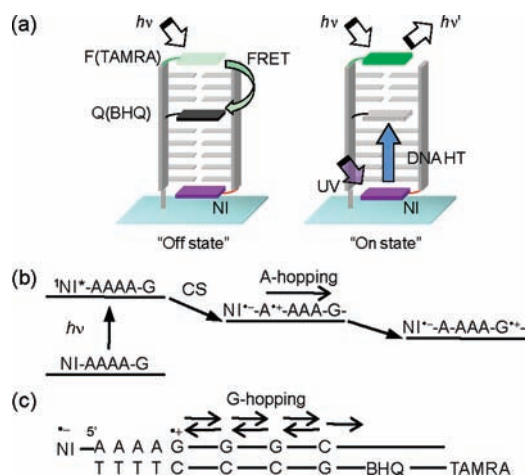 (a)
hν
hν
hν'
F(TAMRA)
FRET
Q(BHQ)
DNA HT
UV
NI
NI
"Off state"
"On state"
(b)
A-hopping
¹NI*-AAAA-G
CS
NI•−-A•+-AAA-G-
hν
NI•−-A-AAA-G•+-
NI-AAAA-G
(c)
G-hopping
•− 5' •+
NI A A A A G G G C
T T T T C C C G BHQ TAMRA